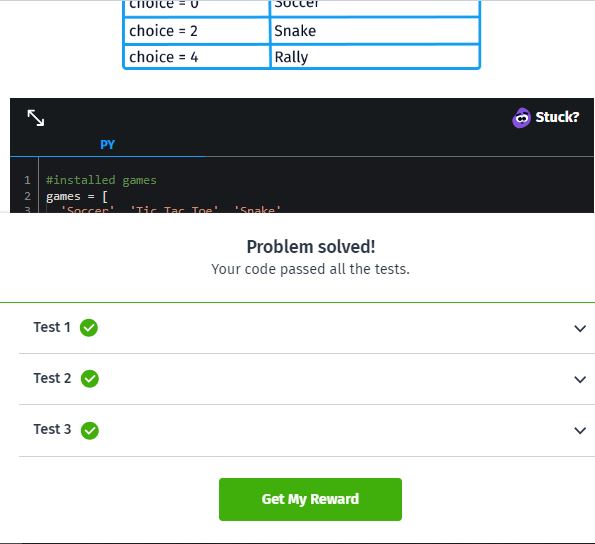 choice = 0 Soccer
choice = 2 Snake
choice = 4 Rally
Stuck?
PY
1 #installed games
2 games = [
3 'Soccer', 'Tic Tac Toe', 'Snake',
Problem solved!
Your code passed all the tests.
Test 1
Test 2
Test 3
Get My Reward